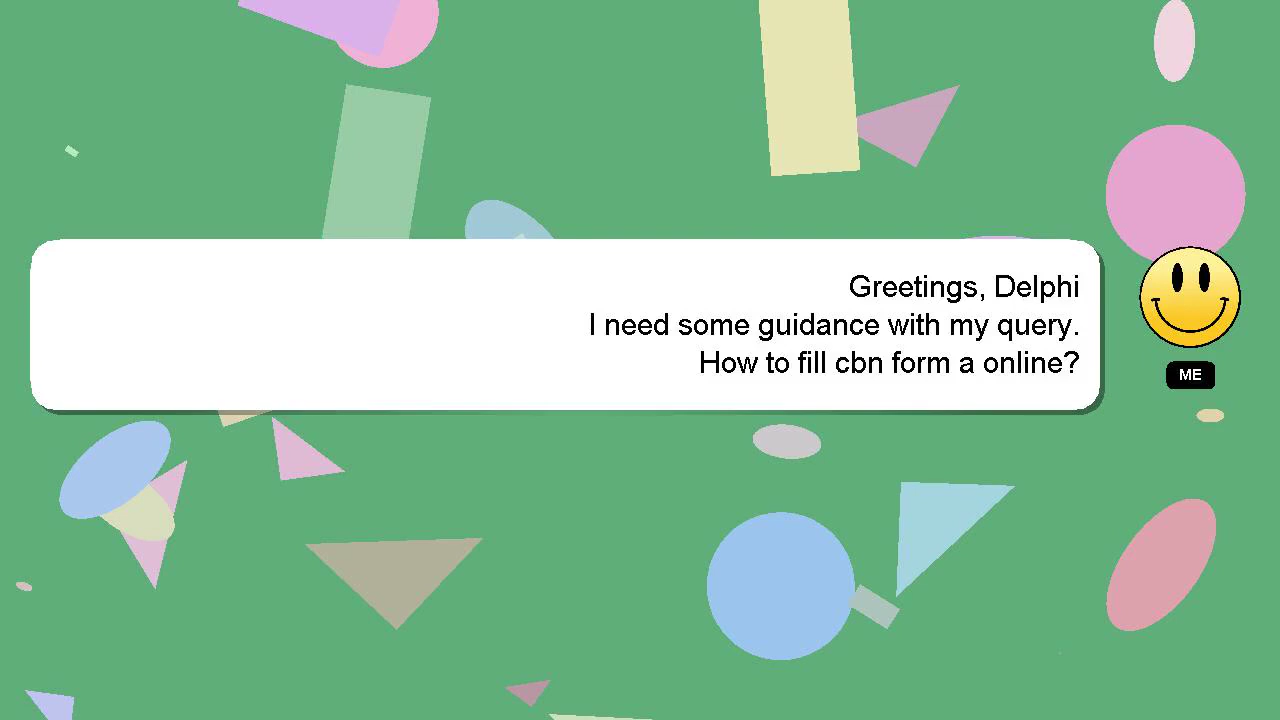 Greetings, Delphi
I need some guidance with my query.
How to fill cbn form a online?
ME